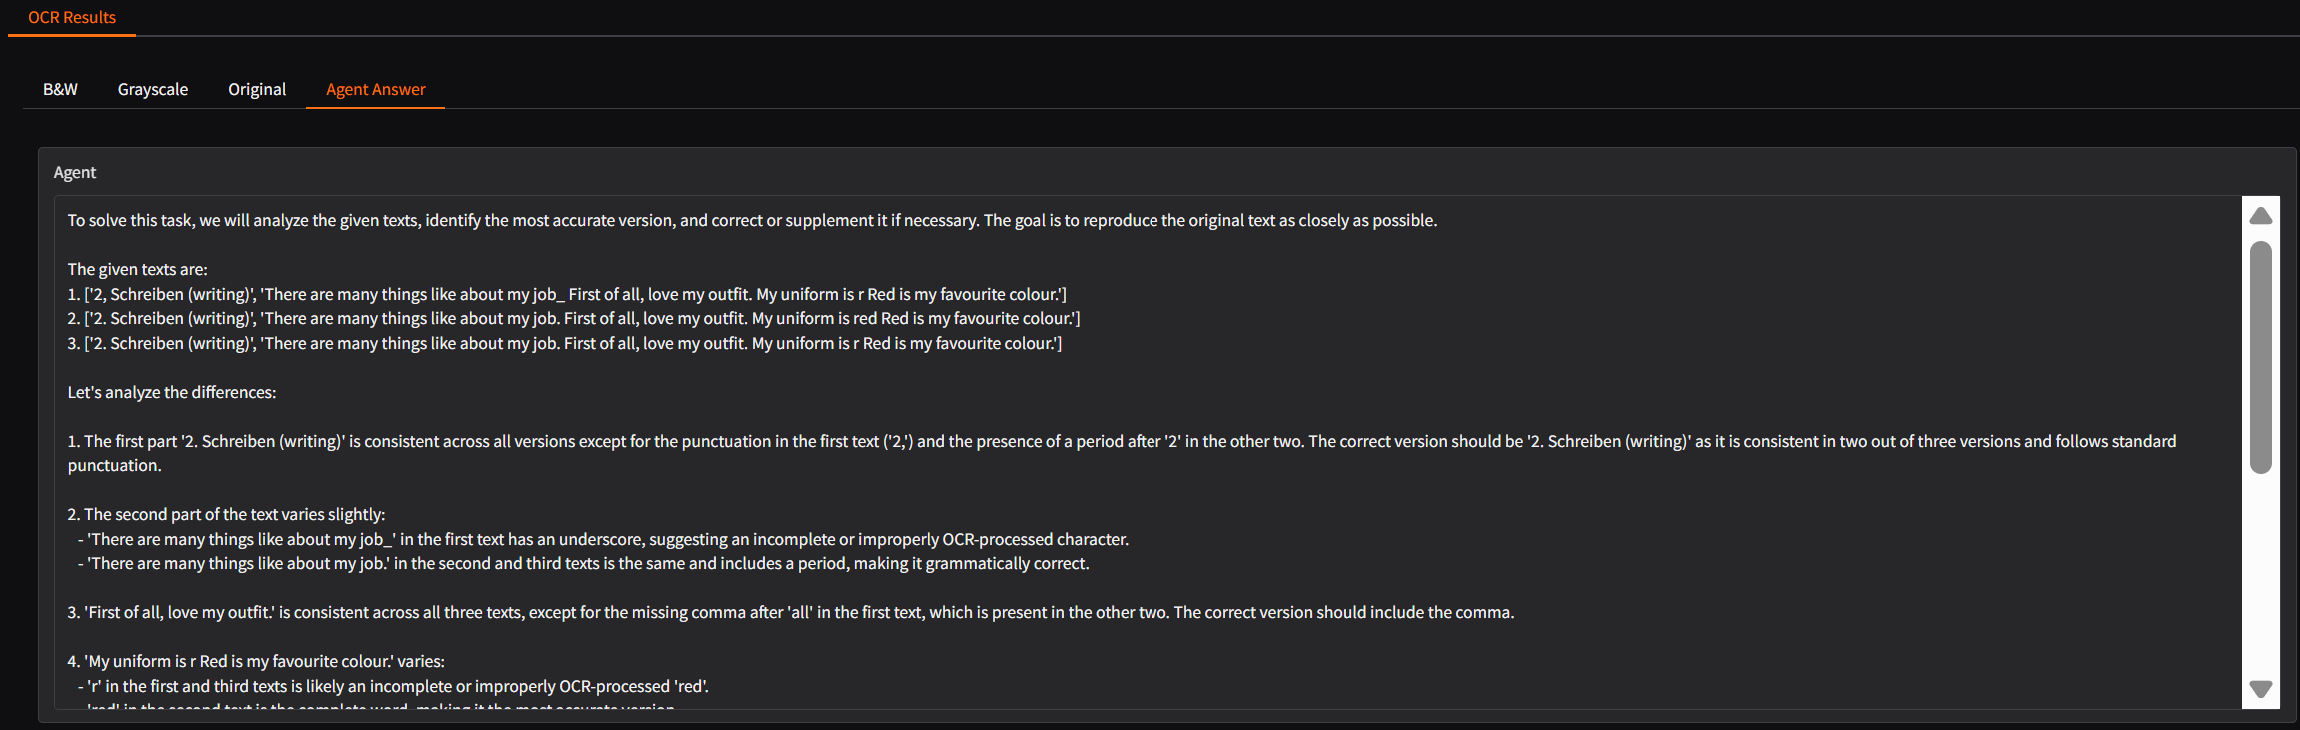 OCR Results
B&W Grayscale Original Agent Answer
Agent
To solve this task, we will analyze the given texts, identify the most accurate version, and correct or supplement it if necessary. The goal is to reproduce the original text as closely as possible.
The given texts are:
1. ['2, Schreiben (writing)', 'There are many things like about my job_ First of all, love my outfit. My uniform is r Red is my favourite colour.']
2. ['2. Schreiben (writing)', 'There are many things like about my job. First of all, love my outfit. My uniform is red Red is my favourite colour.']
3. ['2. Schreiben (writing)', 'There are many things like about my job. First of all, love my outfit. My uniform is r Red is my favourite colour.']
Let's analyze the differences:
1. The first part '2. Schreiben (writing)' is consistent across all versions except for the punctuation in the first text ('2,') and the presence of a period after '2' in the other two. The correct version should be '2. Schreiben (writing)' as it is consistent in two out of three versions and follows standard
punctuation.
2. The second part of the text varies slightly:
- 'There are many things like about my job_' in the first text has an underscore, suggesting an incomplete or improperly OCR-processed character.
- 'There are many things like about my job.' in the second and third texts is the same and includes a period, making it grammatically correct.
3. 'First of all, love my outfit.' is consistent across all three texts, except for the missing comma after 'all' in the first text, which is present in the other two. The correct version should include the comma.
4. 'My uniform is r Red is my favourite colour.' varies:
- 'r' in the first and third texts is likely an incomplete or improperly OCR-processed 'red'.
- 'red' in the second text is the complete word, making it the most accurate version.